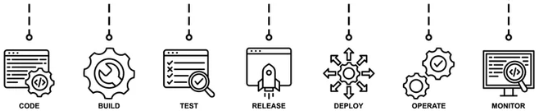 CODE
BUILD
TEST
RELEASE
DEPLOY
OPERATE
MONITOR